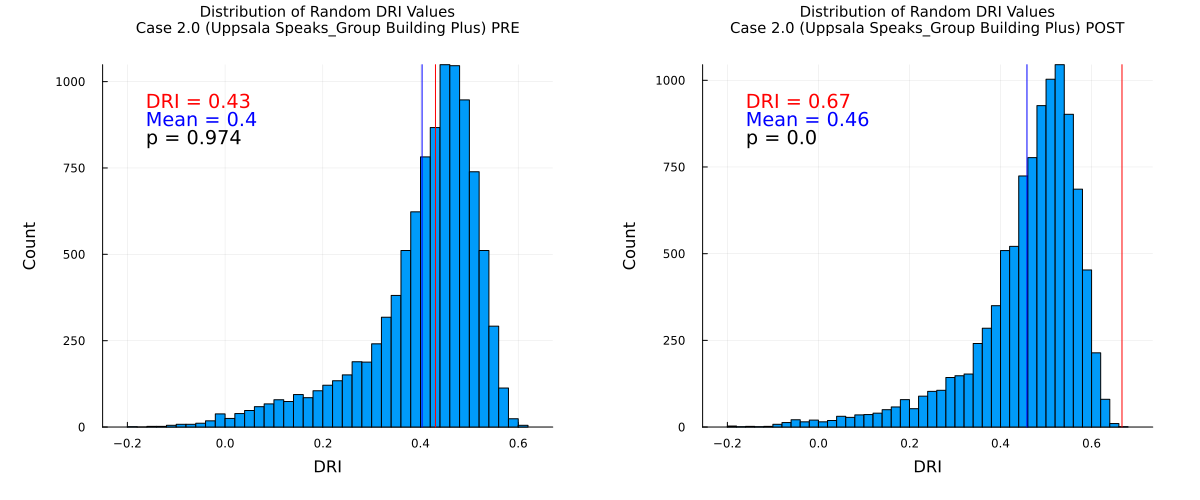 Distribution of Random DRI Values
Case 2.0 (Uppsala Speaks_Group Building Plus) PRE
DRI = 0.43
Mean = 0.4
p = 0.974
1000
750
500
250
0
Count
−0.2
0.0
0.2
0.4
0.6
DRI
Distribution of Random DRI Values
Case 2.0 (Uppsala Speaks_Group Building Plus) POST
DRI = 0.67
Mean = 0.46
p = 0.0
1000
750
500
250
0
Count
−0.2
0.0
0.2
0.4
0.6
DRI